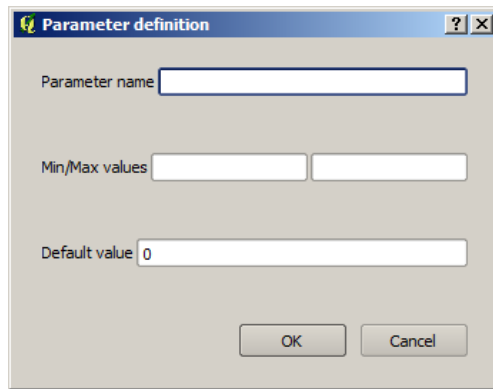 Parameter definition
Parameter name
Min/Max values
Default value 0
OK Cancel